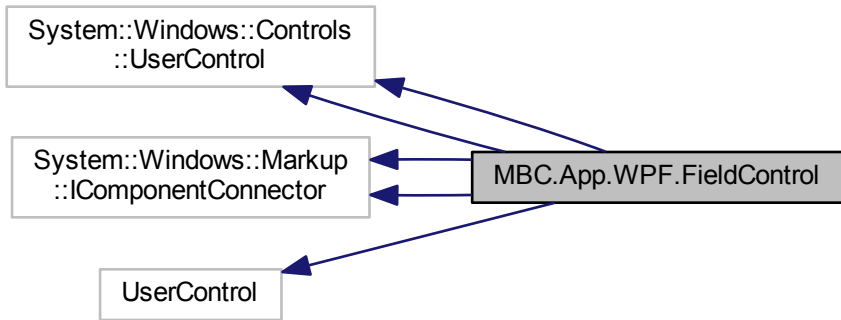 System::Windows::Controls
::UserControl
System::Windows::Markup
::IComponentConnector
MBC.App.WPF.FieldControl
UserControl